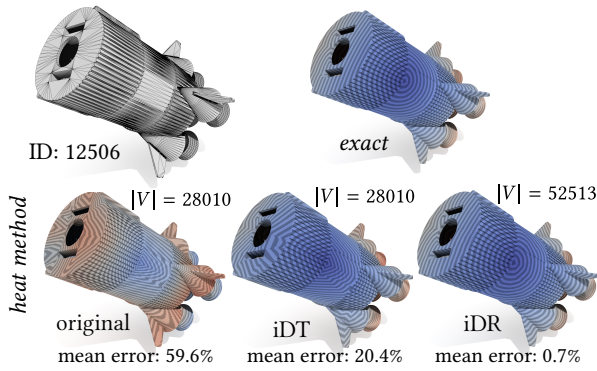 ID: 12506
exact
heat method
|V| = 28010
|V| = 28010
|V| = 52513
original
iDT
iDR
mean error: 59.6%
mean error: 20.4%
mean error: 0.7%